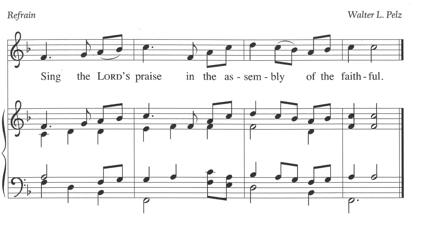 Refrain Walter L. Pelz
Sing the LORD'S praise in the as - sem - bly of the faith - ful.